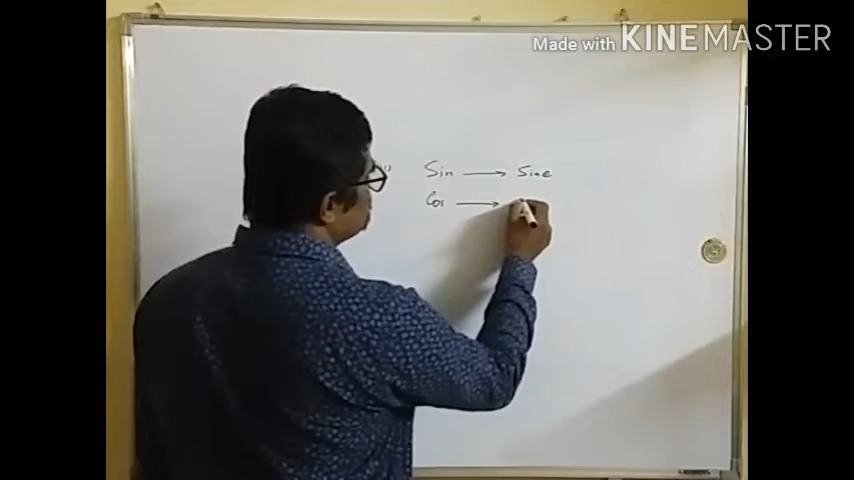 Made with KINEMASTER
Sin → Sine
Cos →